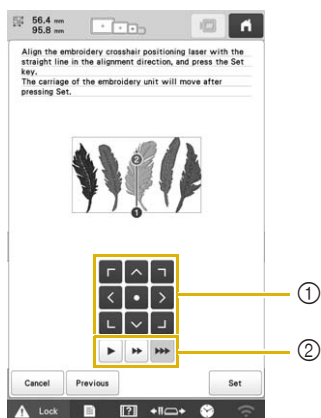 56.4 mm
95.8 mm
Align the embroidery crosshair positioning laser with the
straight line in the alignment direction, and press the Set
key.
The carriage of the embroidery unit will move after
pressing Set.
2
1
①
②
Cancel Previous Set
Lock